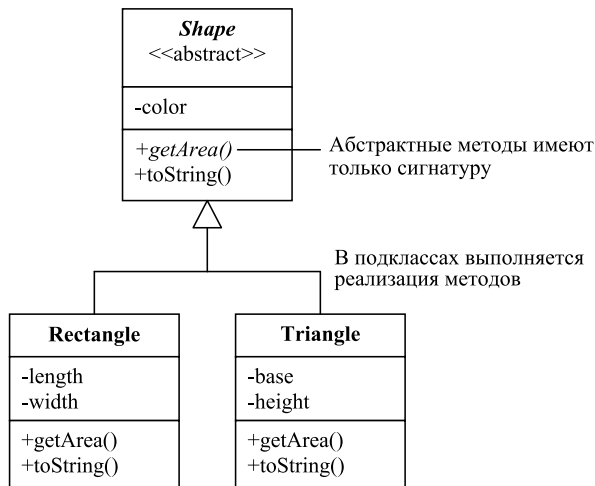 Shape
<<abstract>>
-color
+getArea()
+toString()
Абстрактные методы имеют
только сигнатуру
В подклассах выполняется
реализация методов
Rectangle
-length
-width
+getArea()
+toString()
Triangle
-base
-height
+getArea()
+toString()